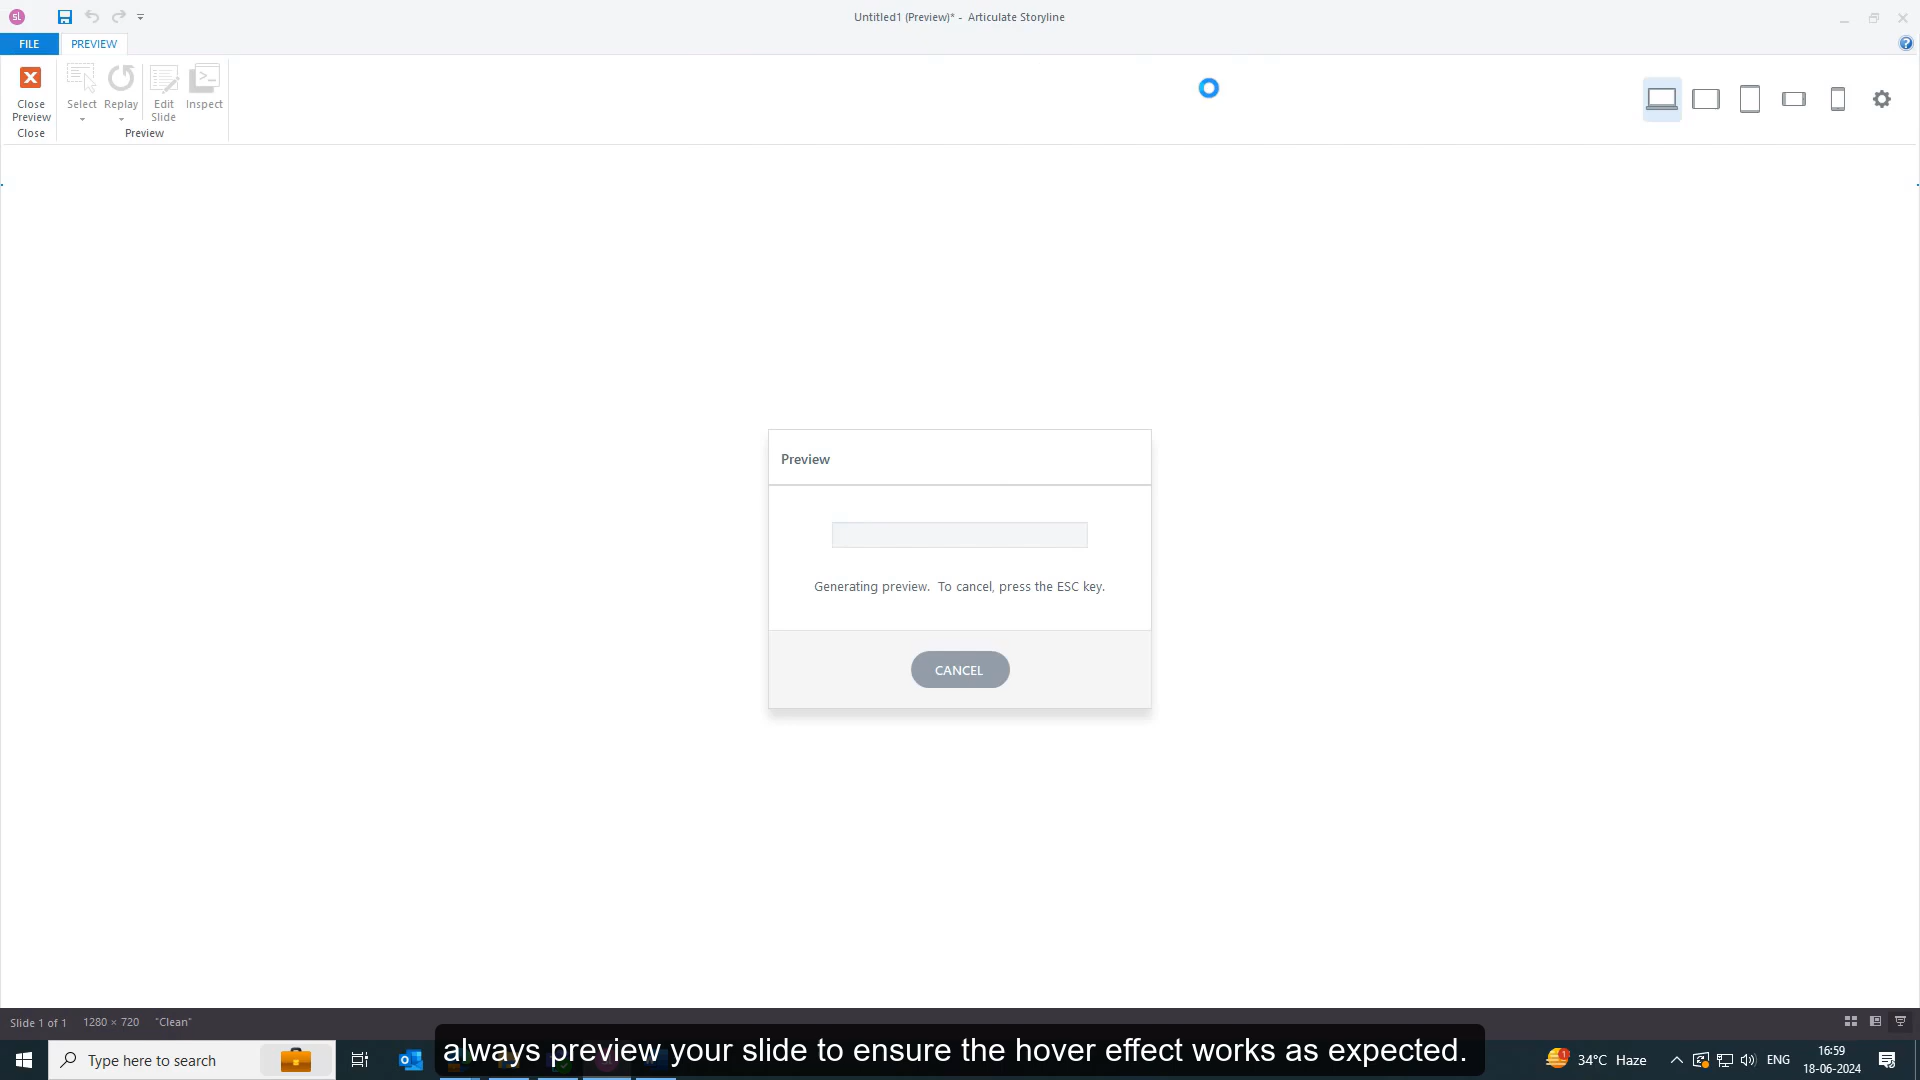 sl
Untitled1 (Preview)* - Articulate Storyline
FILE
PREVIEW
?
Close Preview
Select
Replay
Edit Slide
Inspect
Close
Preview
Preview
Generating preview. To cancel, press the ESC key.
CANCEL
Slide 1 of 1
1280 × 720
"Clean"
always preview your slide to ensure the hover effect works as expected.
Type here to search
1
34°C Haze
ENG
16:59
18-06-2024